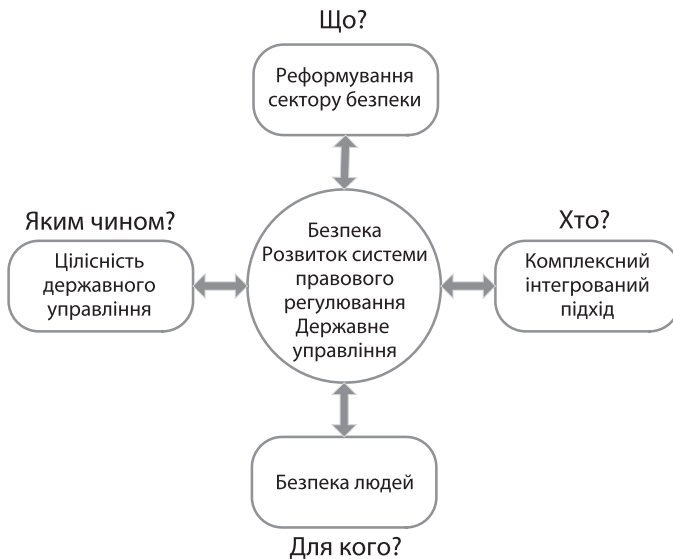 Що?
Реформування
сектору безпеки
Яким чином?
Цілісність
державного
управління
Безпека
Розвиток системи
правового
регулювання
Державне
управління
Хто?
Комплексний
інтегрований
підхід
Безпека людей
Для кого?